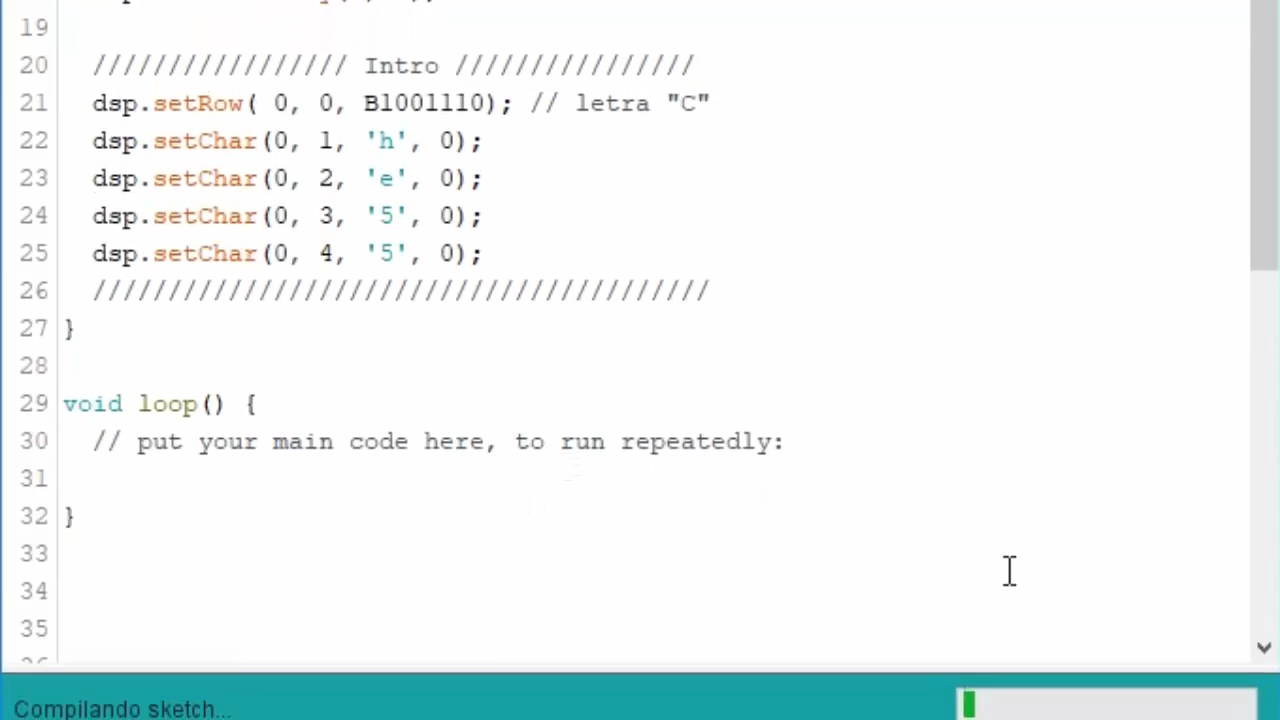 19
20 ///////////////// Intro ////////////////
21 dsp.setRow( 0, 0, B1001110); // letra "C"
22 dsp.setChar(0, 1, 'h', 0);
23 dsp.setChar(0, 2, 'e', 0);
24 dsp.setChar(0, 3, '5', 0);
25 dsp.setChar(0, 4, '5', 0);
26 /////////////////////////////////////////
27 }
28
29 void loop() {
30 // put your main code here, to run repeatedly:
31
32 }
33
34
35
Compilando sketch...